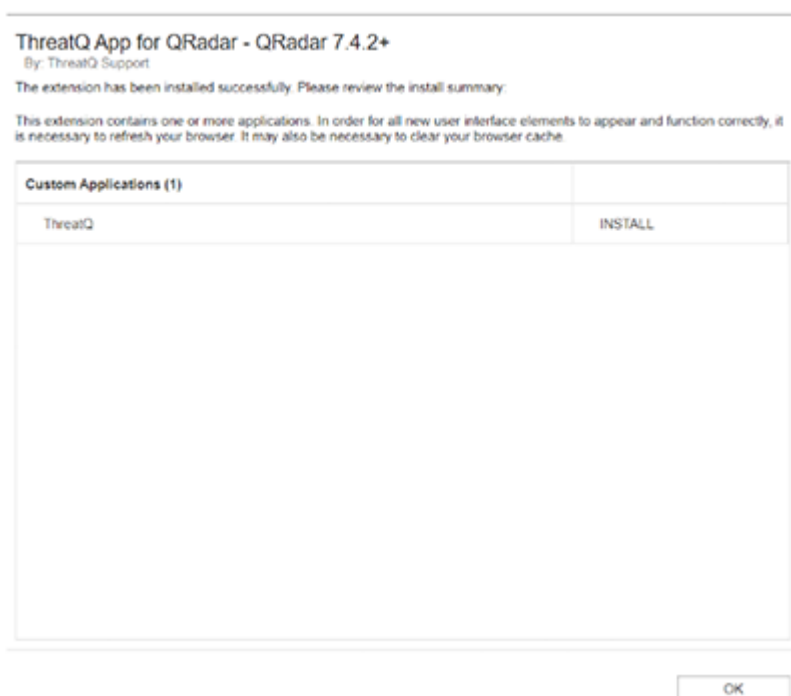 ThreatQ App for QRadar - QRadar 7.4.2+
By: ThreatQ Support
The extension has been installed successfully. Please review the install summary:
This extension contains one or more applications. In order for all new user interface elements to appear and function correctly, it
is necessary to refresh your browser. It may also be necessary to clear your browser cache.
Custom Applications (1)
ThreatQ INSTALL
OK